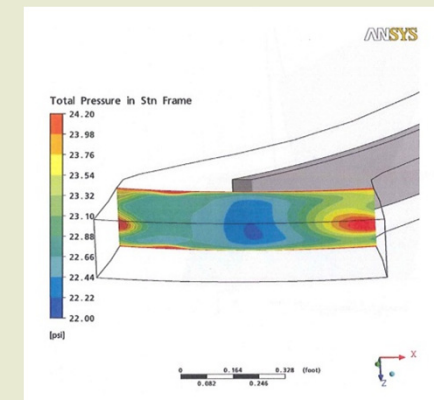 ANSYS
Total Pressure in Stn Frame
24.20
23.98
23.76
23.54
23.32
23.10
22.88
22.66
22.44
22.22
22.00
[psi]
0 0.164 0.328 (foot)
0.082 0.246
X
Z